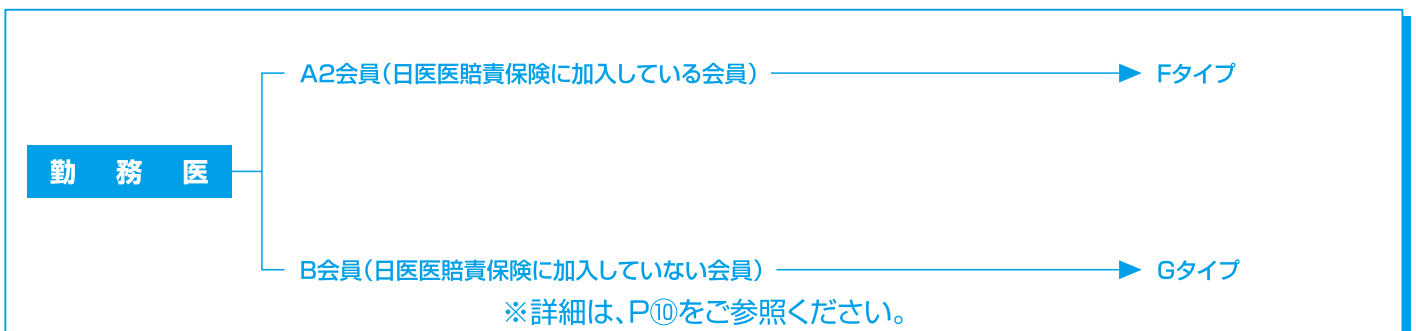 A2会員(日医医賠責保険に加入している会員)
Fタイプ
勤務医
B会員(日医医賠責保険に加入していない会員)
Gタイプ
※詳細は、P⑩をご参照ください。